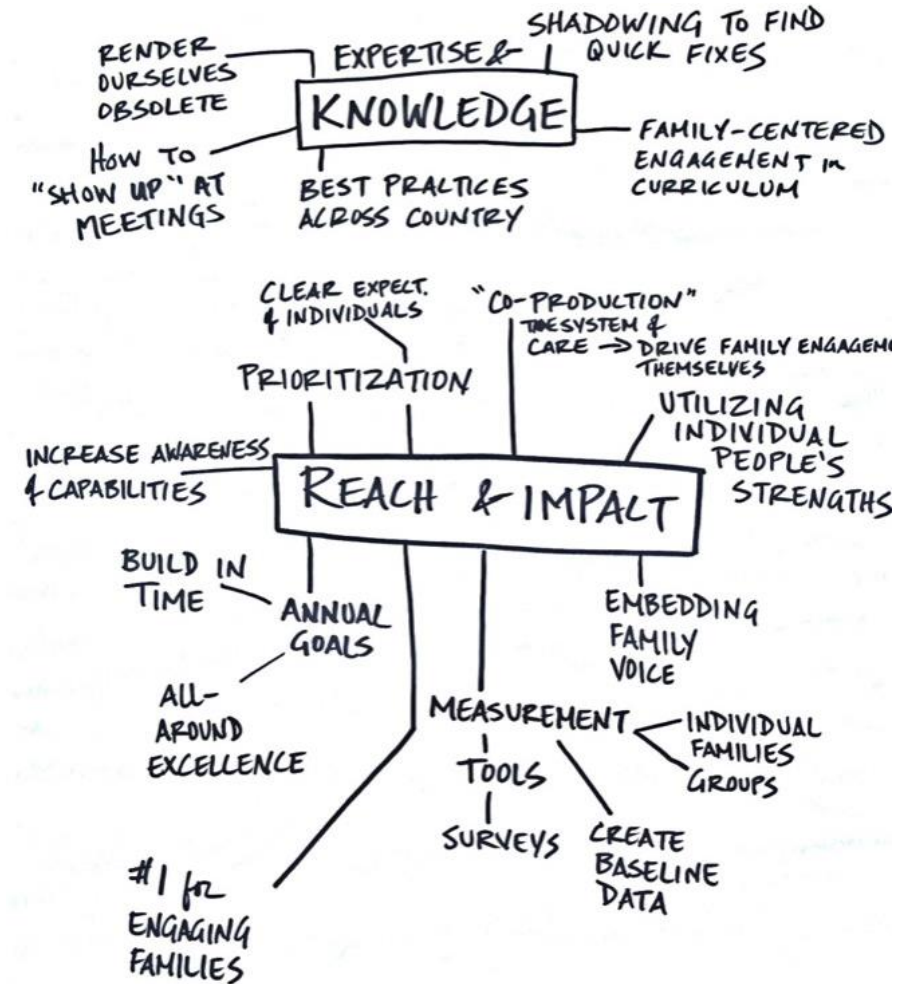 RENDER
OURSELVES
OBSOLETE
EXPERTISE &
KNOWLEDGE
SHADOWING TO FIND
QUICK FIXES
HOW TO
"SHOW UP" AT
MEETINGS
BEST PRACTICES
ACROSS COUNTRY
FAMILY-CENTERED
ENGAGEMENT in
CURRICULUM
CLEAR EXPECT.
& INDIVIDUALS
PRIORITIZATION
"CO-PRODUCTION"
THE SYSTEM &
CARE → DRIVE FAMILY ENGAGEM
THEMSELVES
UTILIZING
INDIVIDUAL
PEOPLE'S
STRENGTHS
INCREASE AWARENESS
& CAPABILITIES
REACH & IMPACT
BUILD IN
TIME
ANNUAL
GOALS
ALL-
AROUND
EXCELLENCE
EMBEDDING
FAMILY
VOICE
MEASUREMENT
INDIVIDUAL
FAMILIES
GROUPS
TOOLS
SURVEYS
CREATE
BASELINE
DATA
#1 for
ENGAGING
FAMILIES